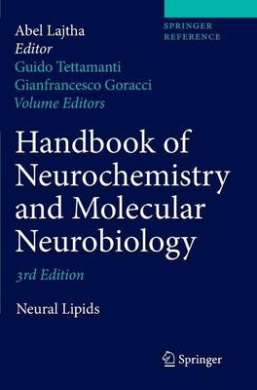 SPRINGER
REFERENCE
Abel Lajtha
Editor
Guido Tettamanti
Gianfrancesco Goracci
Volume Editors
Handbook of
Neurochemistry
and Molecular
Neurobiology
3rd Edition
Neural Lipids
Springer